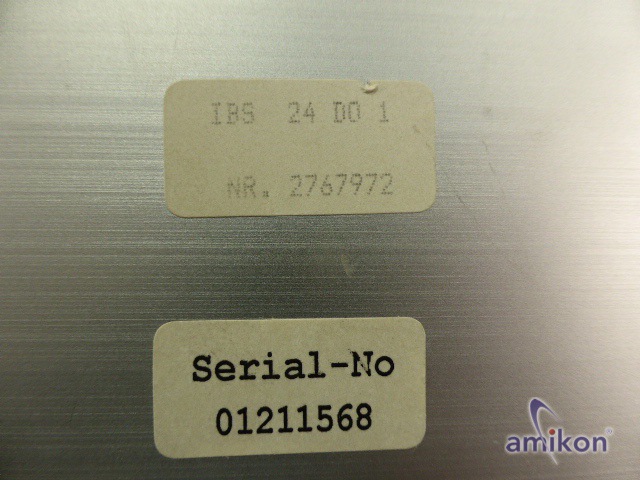 IBS 24 DO 1
NR. 2767972
Serial-No
01211568
amikon